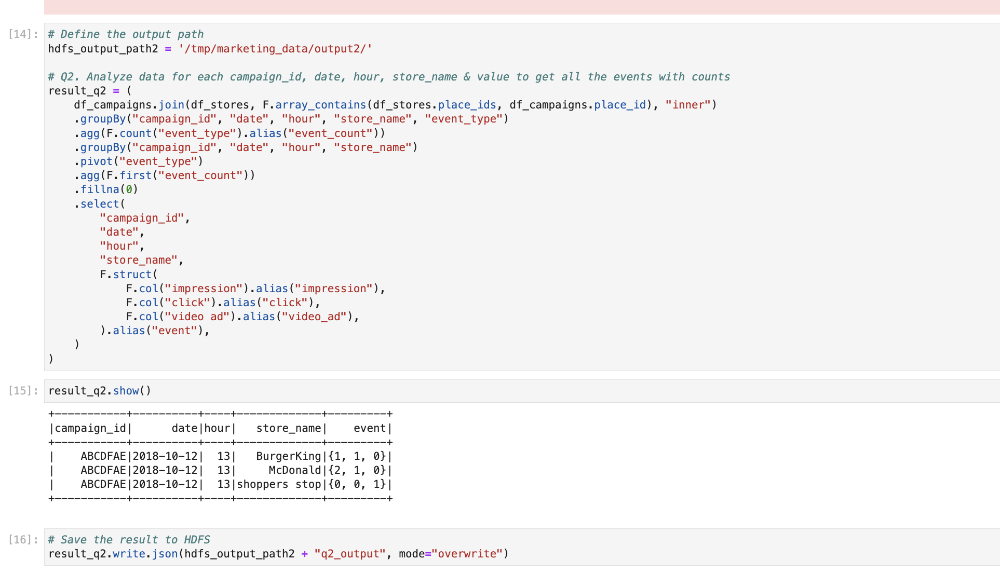 [14]:
# Define the output path
hdfs_output_path2 = '/tmp/marketing_data/output2/'

# Q2. Analyze data for each campaign_id, date, hour, store_name & value to get all the events with counts
result_q2 = (
    df_campaigns.join(df_stores, F.array_contains(df_stores.place_ids, df_campaigns.place_id), "inner")
    .groupBy("campaign_id", "date", "hour", "store_name", "event_type")
    .agg(F.count("event_type").alias("event_count"))
    .groupBy("campaign_id", "date", "hour", "store_name")
    .pivot("event_type")
    .agg(F.first("event_count"))
    .fillna(0)
    .select(
        "campaign_id",
        "date",
        "hour",
        "store_name",
        F.struct(
            F.col("impression").alias("impression"),
            F.col("click").alias("click"),
            F.col("video ad").alias("video_ad"),
        ).alias("event"),
    )
)
[15]:
result_q2.show()
+-----------+----------+----+-------------+---------+
|campaign_id|      date|hour|   store_name|    event|
+-----------+----------+----+-------------+---------+
|    ABCDFAE|2018-10-12|  13|   BurgerKing|{1, 1, 0}|
|    ABCDFAE|2018-10-12|  13|     McDonald|{2, 1, 0}|
|    ABCDFAE|2018-10-12|  13|shoppers stop|{0, 0, 1}|
+-----------+----------+----+-------------+---------+
[16]:
# Save the result to HDFS
result_q2.write.json(hdfs_output_path2 + "q2_output", mode="overwrite")